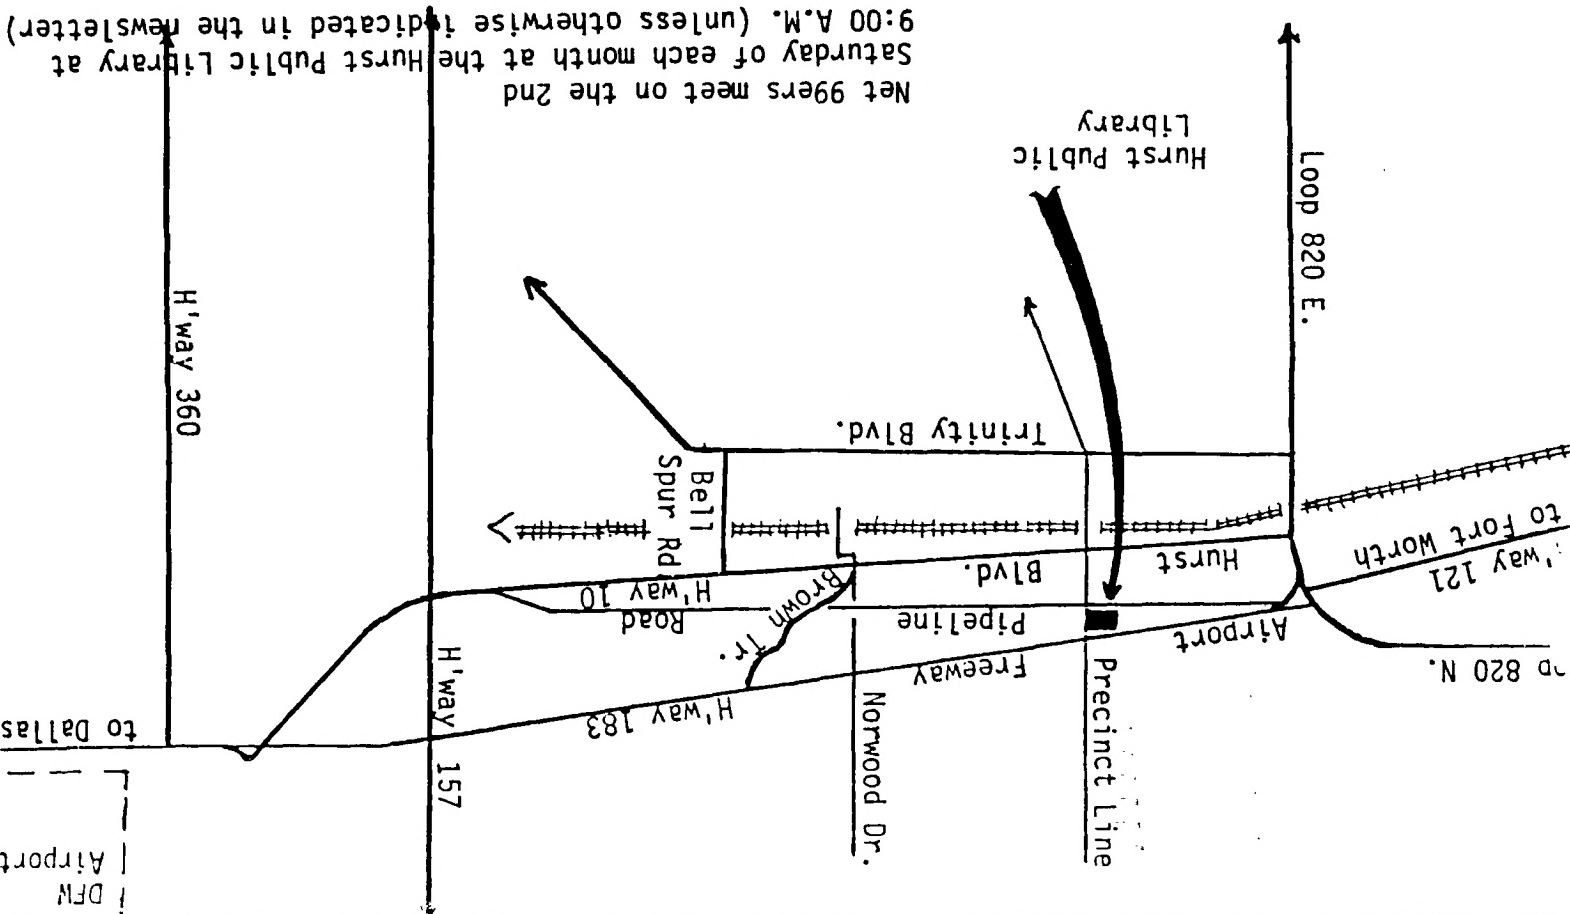 DFW
Airport
to Dallas
H'way 183
Freeway
Airport
820 N.
Precinct Line
Norwood Dr.
H'way 157
Brown Tr.
Road
Pipeline
H'way 10
Blvd.
Hurst
'way 121
to Fort Worth
Bell
Spur Rd
Trinity Blvd.
H'way 360
Loop 820 E.
Hurst Public
Library
Net 99ers meet on the 2nd
Saturday of each month at the Hurst Public Library at
9:00 A.M. (unless otherwise indicated in the newsletter)